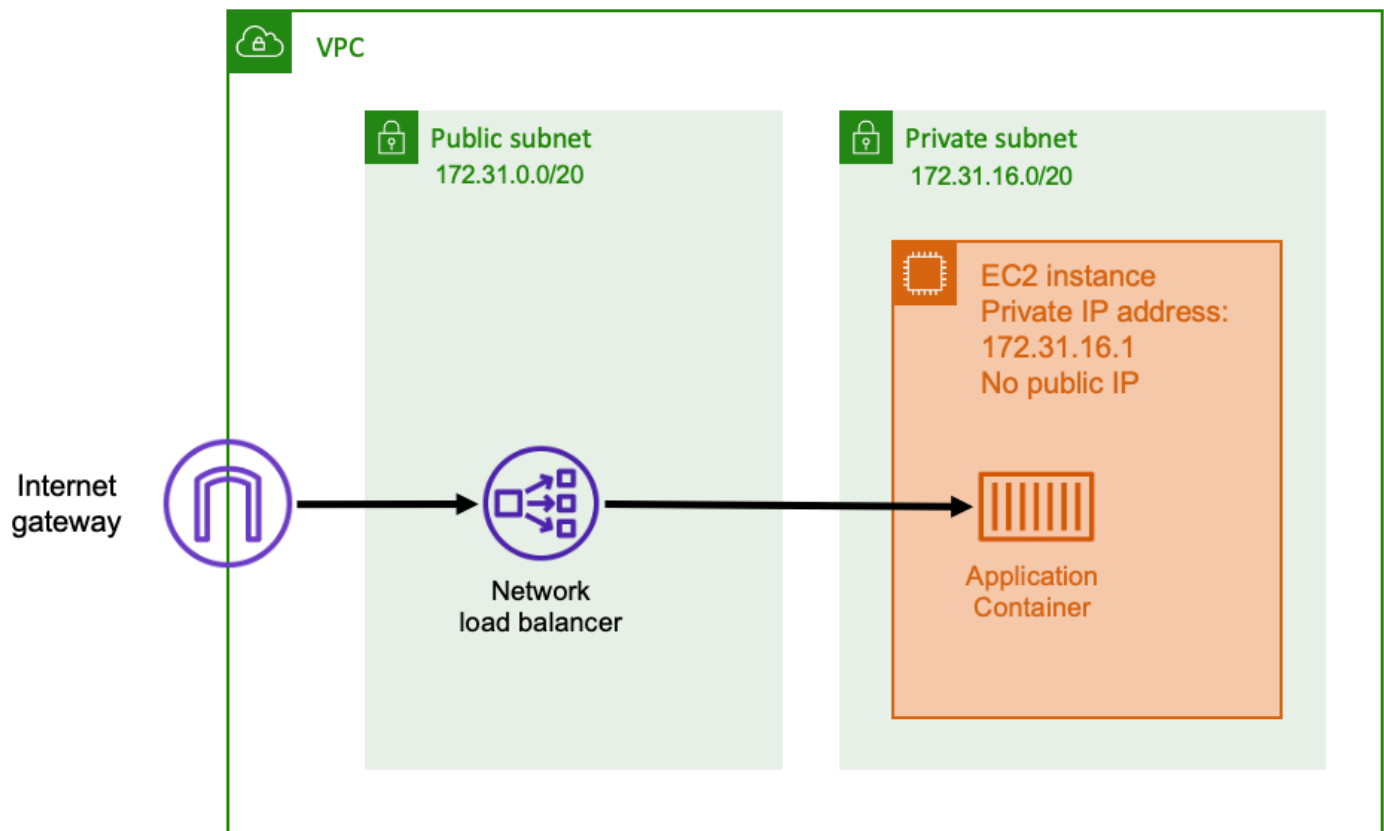 VPC
Public subnet
172.31.0.0/20
Private subnet
172.31.16.0/20
EC2 instance
Private IP address:
172.31.16.1
No public IP
Internet
gateway
Network
load balancer
Application
Container